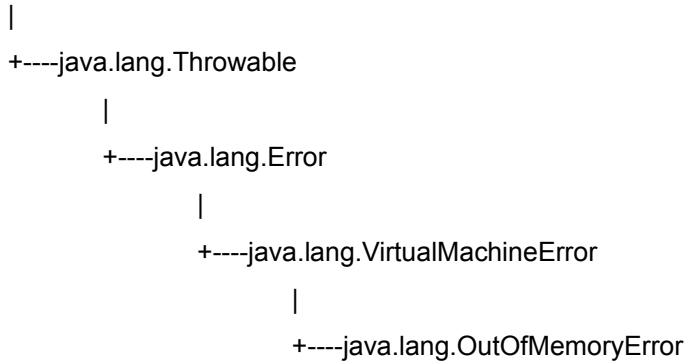 |
+----java.lang.Throwable
|
+----java.lang.Error
|
+----java.lang.VirtualMachineError
|
+----java.lang.OutOfMemoryError